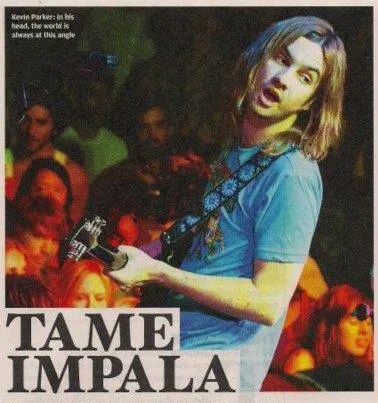 Kevin Parker: in his
head, the world is
always at this angle
TAME
IMPALA